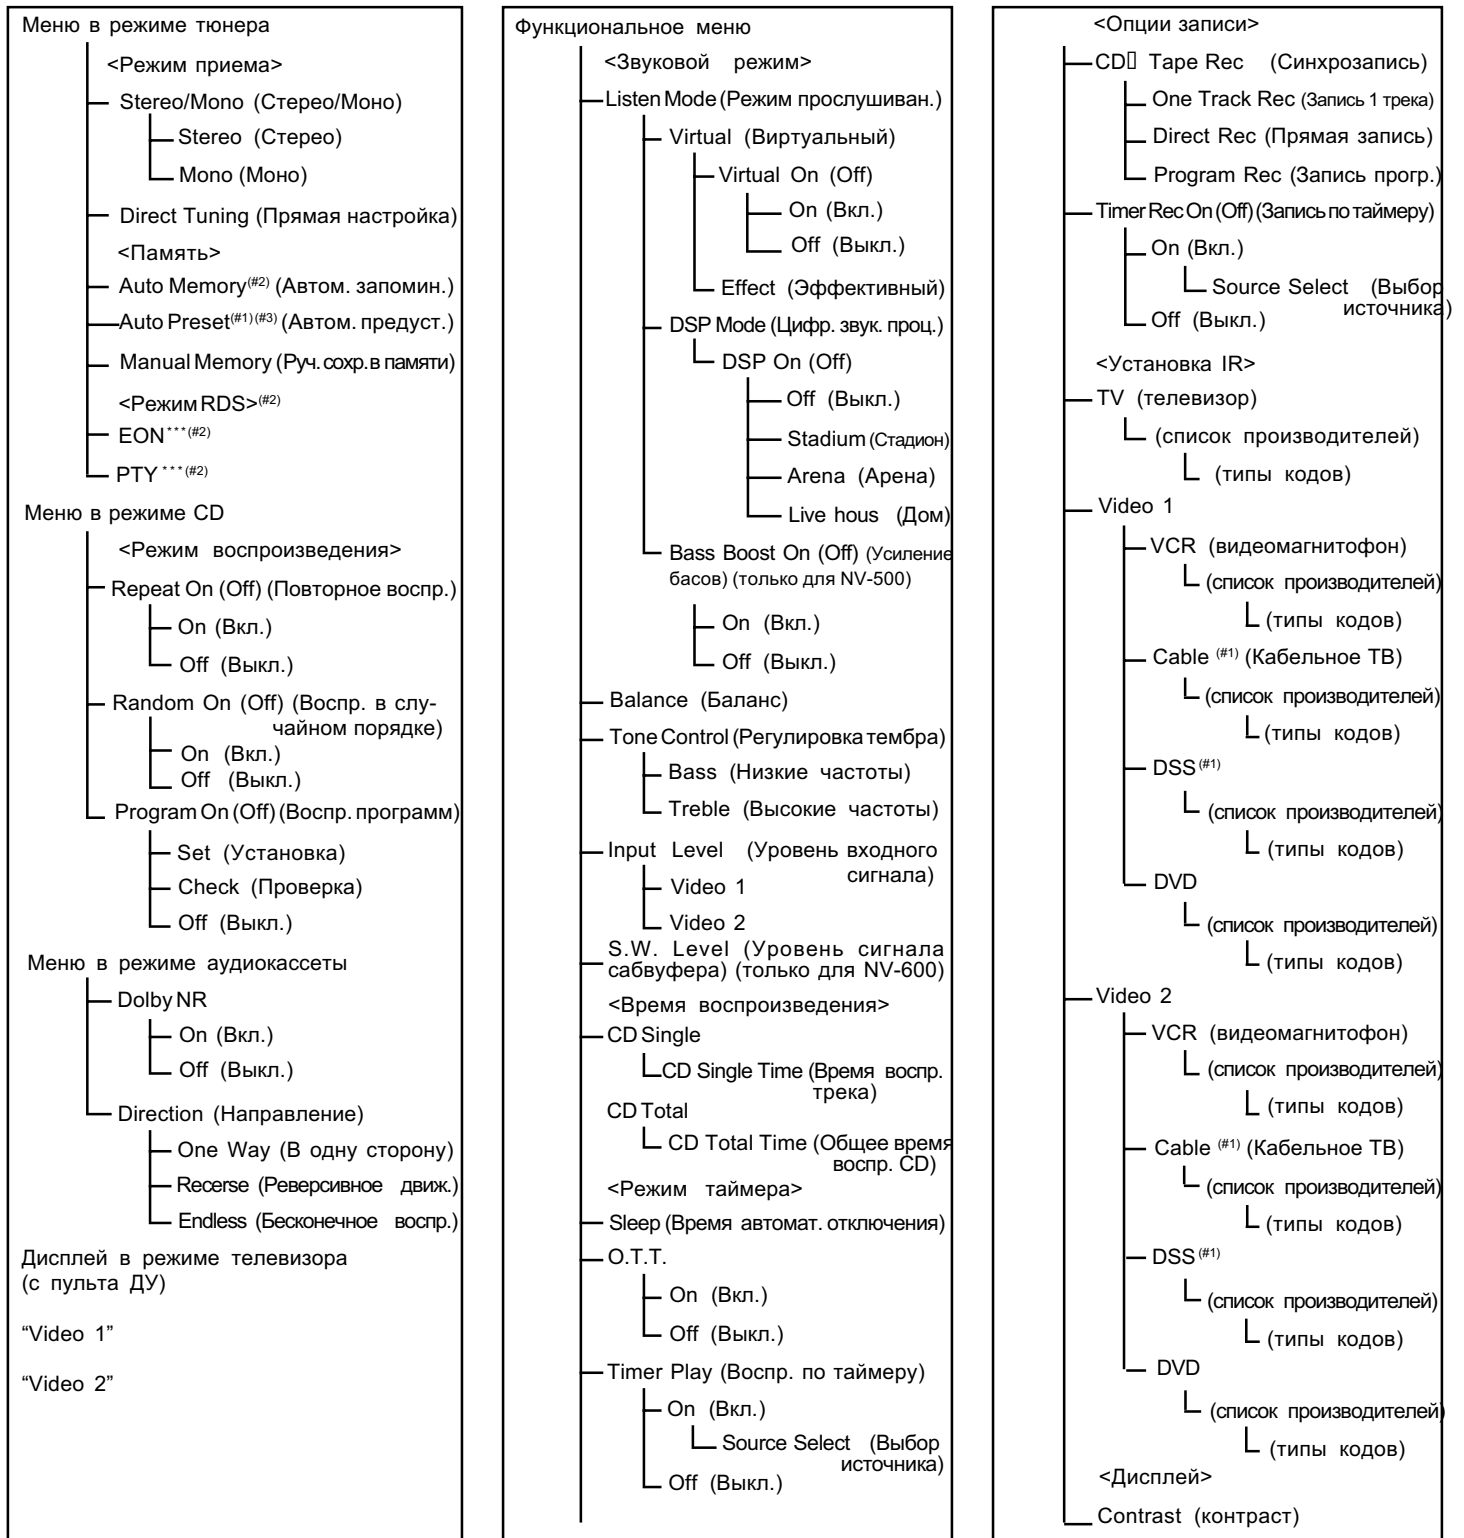 Меню в режиме тюнера
<Режим приема>
Stereo/Mono (Стерео/Моно)
Stereo (Стерео)
Mono (Моно)
Direct Tuning (Прямая настройка)
<Память>
Auto Memory(#2) (Автом. запомин.)
Auto Preset(#1)(#3) (Автом. предуст.)
Manual Memory (Руч. сохр. в памяти)
<Режим RDS>(#2)
EON***(#2)
PTY***(#2)
Меню в режиме CD
<Режим воспроизведения>
Repeat On (Off) (Повторное воспр.)
On (Вкл.)
Off (Выкл.)
Random On (Off) (Воспр. в слу-
чайном порядке)
On (Вкл.)
Off (Выкл.)
Program On (Off) (Воспр. программ)
Set (Установка)
Check (Проверка)
Off (Выкл.)
Меню в режиме аудиокассеты
Dolby NR
On (Вкл.)
Off (Выкл.)
Direction (Направление)
One Way (В одну сторону)
Recerse (Реверсивное движ.)
Endless (Бесконечное воспр.)
Дисплей в режиме телевизора
(с пульта ДУ)
“Video 1”
“Video 2”
Функциональное меню
<Звуковой режим>
Listen Mode (Режим прослушиван.)
Virtual (Виртуальный)
Virtual On (Off)
On (Вкл.)
Off (Выкл.)
Effect (Эффективный)
DSP Mode (Цифр. звук. проц.)
DSP On (Off)
Off (Выкл.)
Stadium (Стадион)
Arena (Арена)
Live hous (Дом)
Bass Boost On (Off) (Усиление
басов) (только для NV-500)
On (Вкл.)
Off (Выкл.)
Balance (Баланс)
Tone Control (Регулировка тембра)
Bass (Низкие частоты)
Treble (Высокие частоты)
Input Level (Уровень входного
сигнала)
Video 1
Video 2
S.W. Level (Уровень сигнала
сабвуфера) (только для NV-600)
<Время воспроизведения>
CD Single
CD Single Time (Время воспр.
трека)
CD Total
CD Total Time (Общее время
воспр. CD)
<Режим таймера>
Sleep (Время автомат. отключения)
O.T.T.
On (Вкл.)
Off (Выкл.)
Timer Play (Воспр. по таймеру)
On (Вкл.)
Source Select (Выбор
источника)
Off (Выкл.)
<Опции записи>
CD▯ Tape Rec (Синхрозапись)
One Track Rec (Запись 1 трека)
Direct Rec (Прямая запись)
Program Rec (Запись прогр.)
Timer Rec On (Off) (Запись по таймеру)
On (Вкл.)
Source Select (Выбор
источника)
Off (Выкл.)
<Установка IR>
TV (телевизор)
(список производителей)
(типы кодов)
Video 1
VCR (видеомагнитофон)
(список производителей)
(типы кодов)
Cable (#1) (Кабельное ТВ)
(список производителей)
(типы кодов)
DSS(#1)
(список производителей)
(типы кодов)
DVD
(список производителей)
(типы кодов)
Video 2
VCR (видеомагнитофон)
(список производителей)
(типы кодов)
Cable (#1) (Кабельное ТВ)
(список производителей)
(типы кодов)
DSS(#1)
(список производителей)
(типы кодов)
DVD
(список производителей)
(типы кодов)
<Дисплей>
Contrast (контраст)